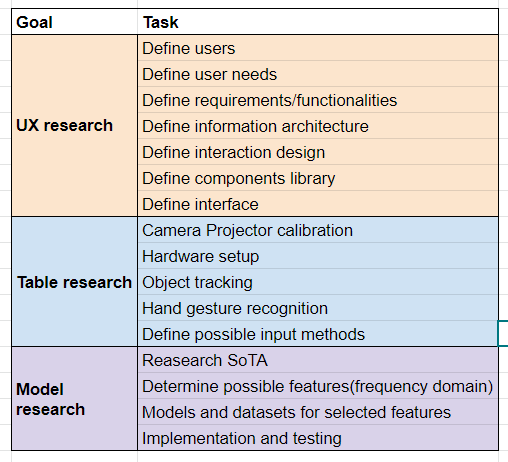 Goal Task
Define users
Define user needs
Define requirements/functionalities
UX research Define information architecture
Define interaction design
Define components library
Define interface
Camera Projector calibration
Hardware setup
Table research Object tracking
Hand gesture recognition
Define possible input methods
Reasearch SoTA
Model research Determine possible features(frequency domain)
Models and datasets for selected features
Implementation and testing